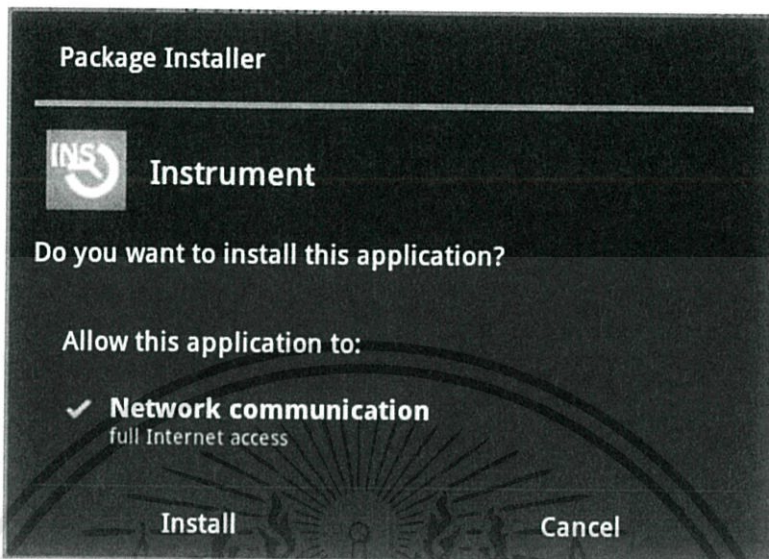 Package Installer
INS
Instrument
Do you want to install this application?
Allow this application to:
Network communication
full Internet access
Install
Cancel